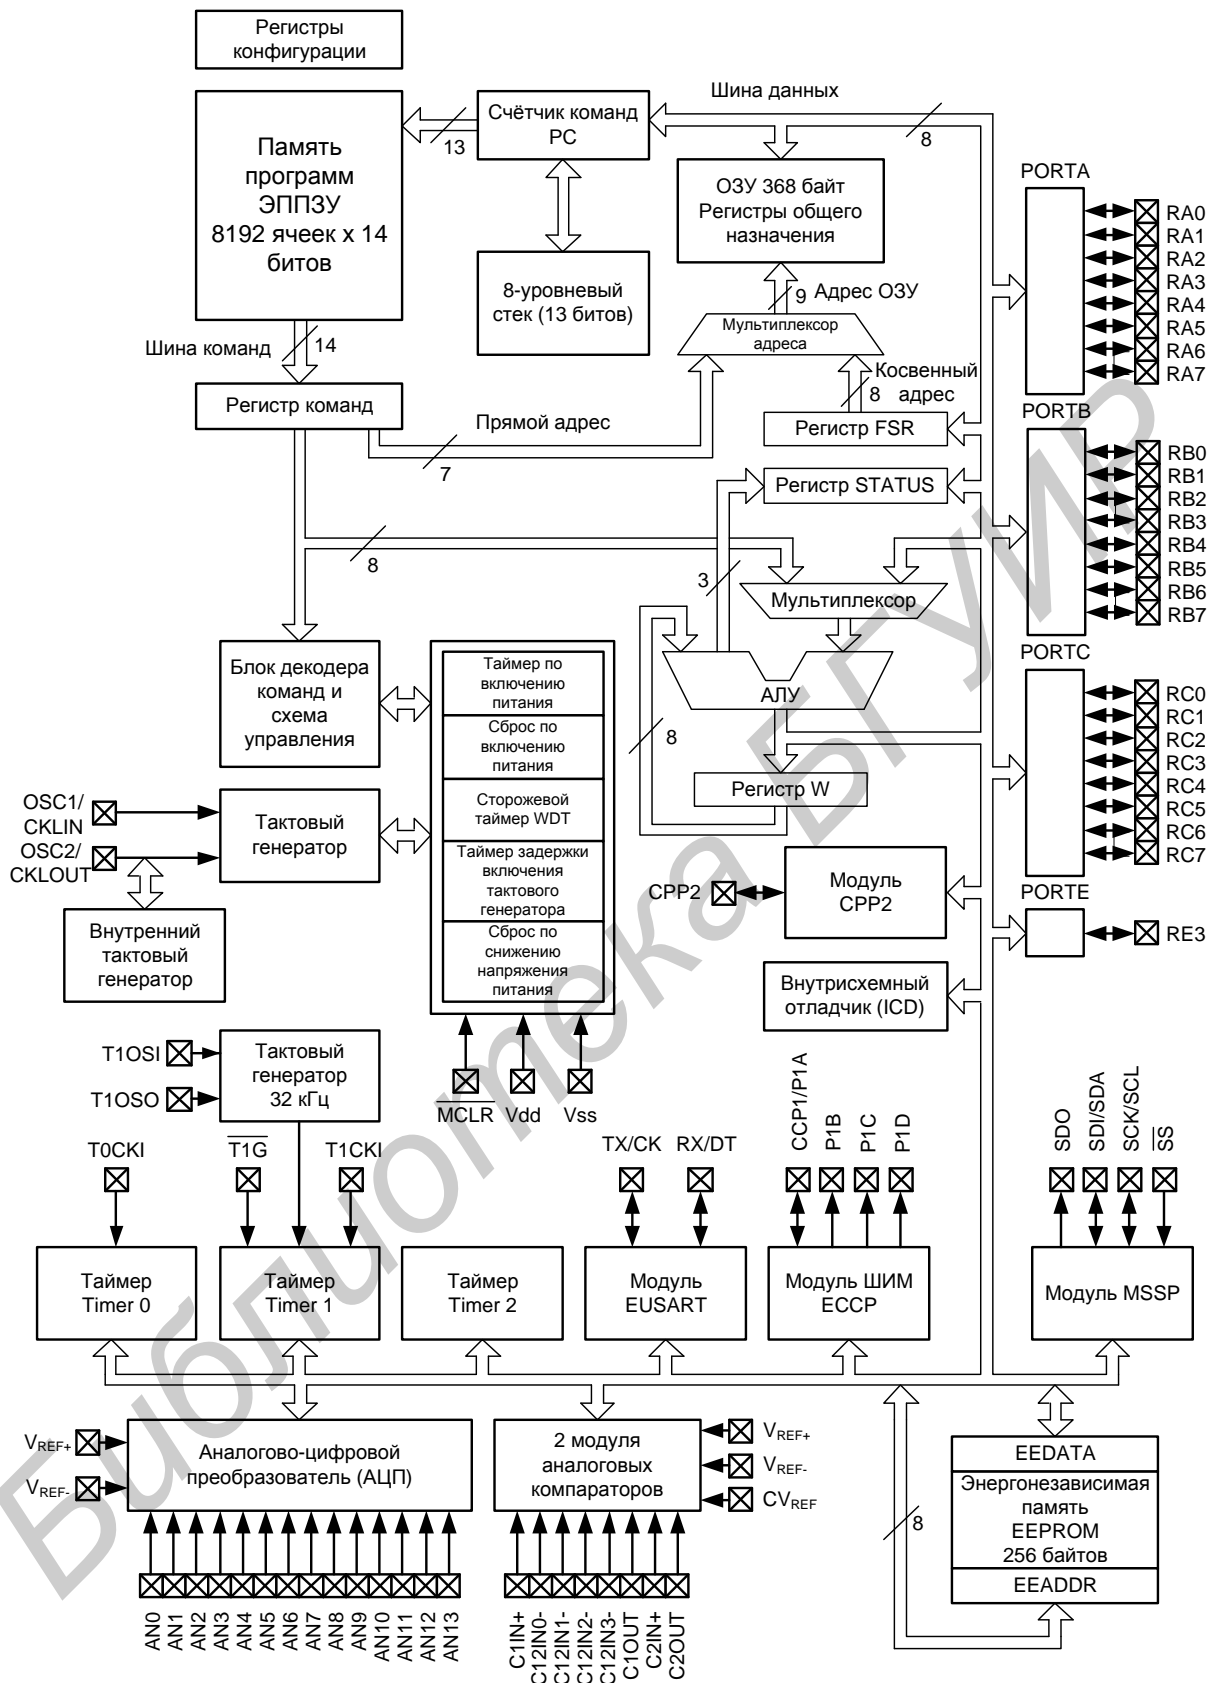 Регистры
конфигурации
Память
программ
ЭППЗУ
8192 ячеек x 14
битов
13
Счётчик команд
PC
Шина данных
8
ОЗУ 368 байт
Регистры общего
назначения
8-уровневый
стек (13 битов)
9 Адрес ОЗУ
Мультиплексор
адреса
Шина команд
14
Регистр команд
Прямой адрес
7
Косвенный
8 адрес
Регистр FSR
Регистр STATUS
8
3
Мультиплексор
АЛУ
8
Регистр W
Блок декодера
команд и
схема
управления
Таймер по
включению
питания
Сброс по
включению
питания
Сторожевой
таймер WDT
Таймер задержки
включения
тактового
генератора
Сброс по
снижению
напряжения
питания
OSC1/
CKLIN
OSC2/
CKLOUT
Тактовый
генератор
Внутренний
тактовый
генератор
MCLR
Vdd
Vss
CPP2
Модуль
CPP2
Внутрисхемный
отладчик (ICD)
PORTA
RA0
RA1
RA2
RA3
RA4
RA5
RA6
RA7
PORTB
RB0
RB1
RB2
RB3
RB4
RB5
RB6
RB7
PORTC
RC0
RC1
RC2
RC3
RC4
RC5
RC6
RC7
PORTE
RE3
T1OSI
T1OSO
Тактовый
генератор
32 кГц
T0CKI
T1G
T1CKI
TX/CK
RX/DT
CCP1/P1A
P1B
P1C
P1D
SDO
SDI/SDA
SCK/SCL
SS
Таймер
Timer 0
Таймер
Timer 1
Таймер
Timer 2
Модуль
EUSART
Модуль ШИМ
ECCP
Модуль MSSP
VREF+
VREF-
Аналогово-цифровой
преобразователь (АЦП)
2 модуля
аналоговых
компараторов
VREF+
VREF-
CVREF
8
EEDATA
Энергонезависимая
память
EEPROM
256 байтов
EEADDR
AN0
AN1
AN2
AN3
AN4
AN5
AN6
AN7
AN8
AN9
AN10
AN11
AN12
AN13
C1IN+
C12IN0-
C12IN1-
C12IN2-
C12IN3-
C1OUT
C2IN+
C2OUT
Библиотека БГУИР